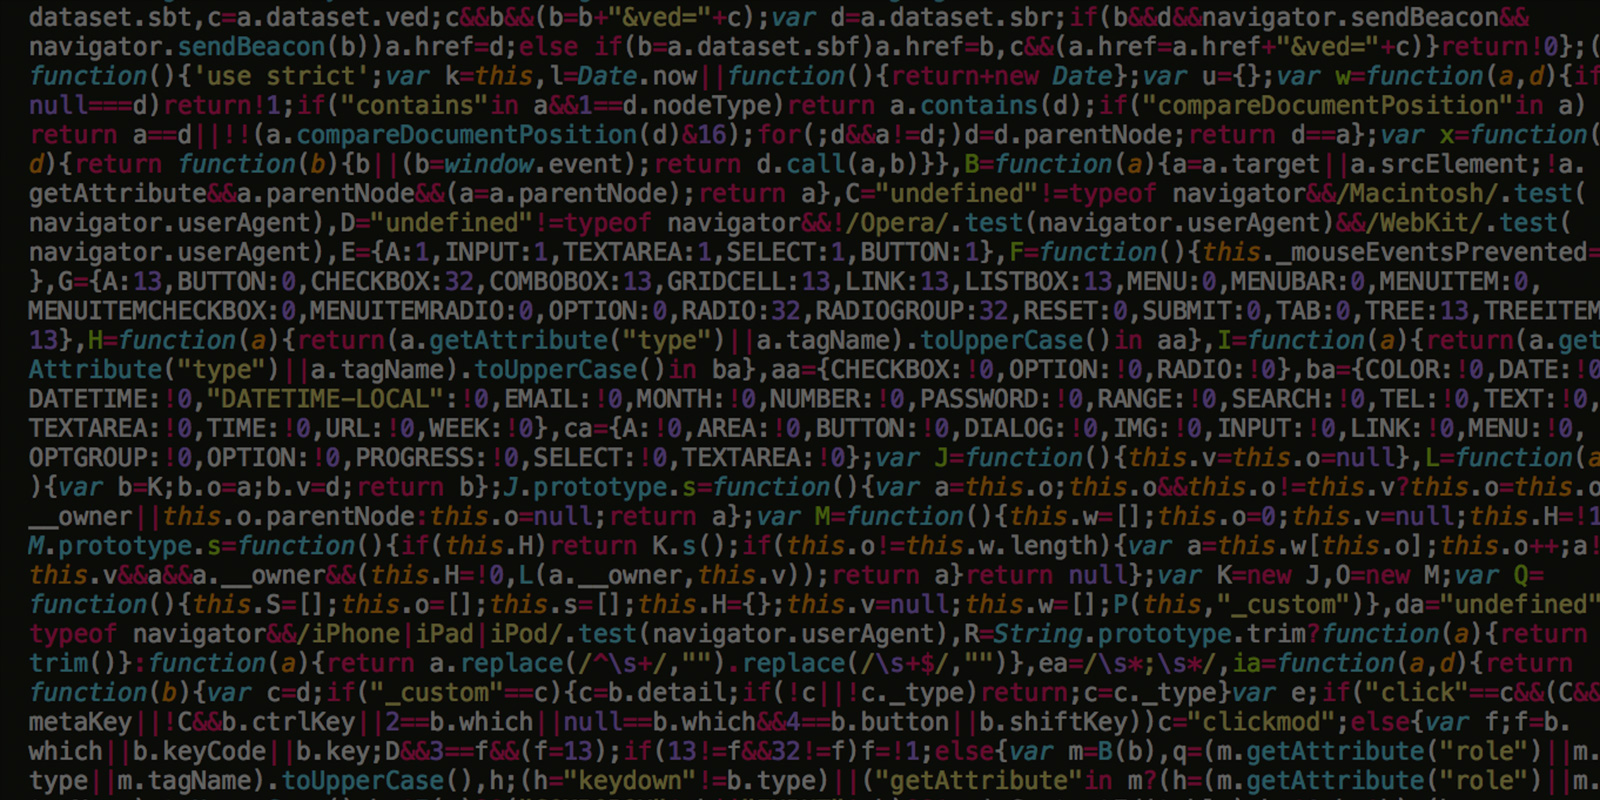 dataset.sbt,c=a.dataset.ved;c&&b&&(b=b+"&ved="+c);var d=a.dataset.sbr;if(b&&d&&navigator.sendBeacon&&
navigator.sendBeacon(b))a.href=d;else if(b=a.dataset.sbf)a.href=b,c&&(a.href=a.href+"&ved="+c)}return!0};(
function(){'use strict';var k=this,l=Date.now||function(){return+new Date};var u={};var w=function(a,d){if
null===d)return!1;if("contains"in a&&1==d.nodeType)return a.contains(d);if("compareDocumentPosition"in a)
return a==d||!!(a.compareDocumentPosition(d)&16);for(;d&&a!=d;)d=d.parentNode;return d==a};var x=function(
d){return function(b){b||(b=window.event);return d.call(a,b)}},B=function(a){a=a.target||a.srcElement;!a.
getAttribute&&a.parentNode&&(a=a.parentNode);return a},C="undefined"!=typeof navigator&&/Macintosh/.test(
navigator.userAgent),D="undefined"!=typeof navigator&&!/Opera/.test(navigator.userAgent)&&/WebKit/.test(
navigator.userAgent),E={A:1,INPUT:1,TEXTAREA:1,SELECT:1,BUTTON:1},F=function(){this._mouseEventsPrevented=
},G={A:13,BUTTON:0,CHECKBOX:32,COMBOBOX:13,GRIDCELL:13,LINK:13,LISTBOX:13,MENU:0,MENUBAR:0,MENUITEM:0,
MENUITEMCHECKBOX:0,MENUITEMRADIO:0,OPTION:0,RADIO:32,RADIOGROUP:32,RESET:0,SUBMIT:0,TAB:0,TREE:13,TREEITEM
13},H=function(a){return(a.getAttribute("type")||a.tagName).toUpperCase()in aa},I=function(a){return(a.get
Attribute("type")||a.tagName).toUpperCase()in ba},aa={CHECKBOX:!0,OPTION:!0,RADIO:!0},ba={COLOR:!0,DATE:!0
DATETIME:!0,"DATETIME-LOCAL":!0,EMAIL:!0,MONTH:!0,NUMBER:!0,PASSWORD:!0,RANGE:!0,SEARCH:!0,TEL:!0,TEXT:!0,
TEXTAREA:!0,TIME:!0,URL:!0,WEEK:!0},ca={A:!0,AREA:!0,BUTTON:!0,DIALOG:!0,IMG:!0,INPUT:!0,LINK:!0,MENU:!0,
OPTGROUP:!0,OPTION:!0,PROGRESS:!0,SELECT:!0,TEXTAREA:!0};var J=function(){this.v=this.o=null},L=function(a
){var b=K;b.o=a;b.v=d;return b};J.prototype.s=function(){var a=this.o;this.o&&this.o!=this.v?this.o=this.o
__owner||this.o.parentNode:this.o=null;return a};var M=function(){this.w=[];this.o=0;this.v=null;this.H=!1
M.prototype.s=function(){if(this.H)return K.s();if(this.o!=this.w.length){var a=this.w[this.o];this.o++;a!
this.v&&a&&a.__owner&&(this.H=!0,L(a.__owner,this.v));return a}return null};var K=new J,O=new M;var Q=
function(){this.S=[];this.o=[];this.s=[];this.H={};this.v=null;this.w=[];P(this,"_custom")},da="undefined"
typeof navigator&&/iPhone|iPad|iPod/.test(navigator.userAgent),R=String.prototype.trim?function(a){return
trim()}:function(a){return a.replace(/^\s+/,"").replace(/\s+$/,"")},ea=/\s*;\s*/,ia=function(a,d){return
function(b){var c=d;if("_custom"==c){c=b.detail;if(!c||!c._type)return;c=c._type}var e;if("click"==c&&(C&&
metaKey||!C&&b.ctrlKey||2==b.which||null==b.which&&4==b.button||b.shiftKey))c="clickmod";else{var f;f=b.
which||b.keyCode||b.key;D&&3==f&&(f=13);if(13!=f&&32!=f)f=!1;else{var m=B(b),q=(m.getAttribute("role")||m.
type||m.tagName).toUpperCase(),h;(h="keydown"!=b.type)||("getAttribute"in m?(h=(m.getAttribute("role")||m.